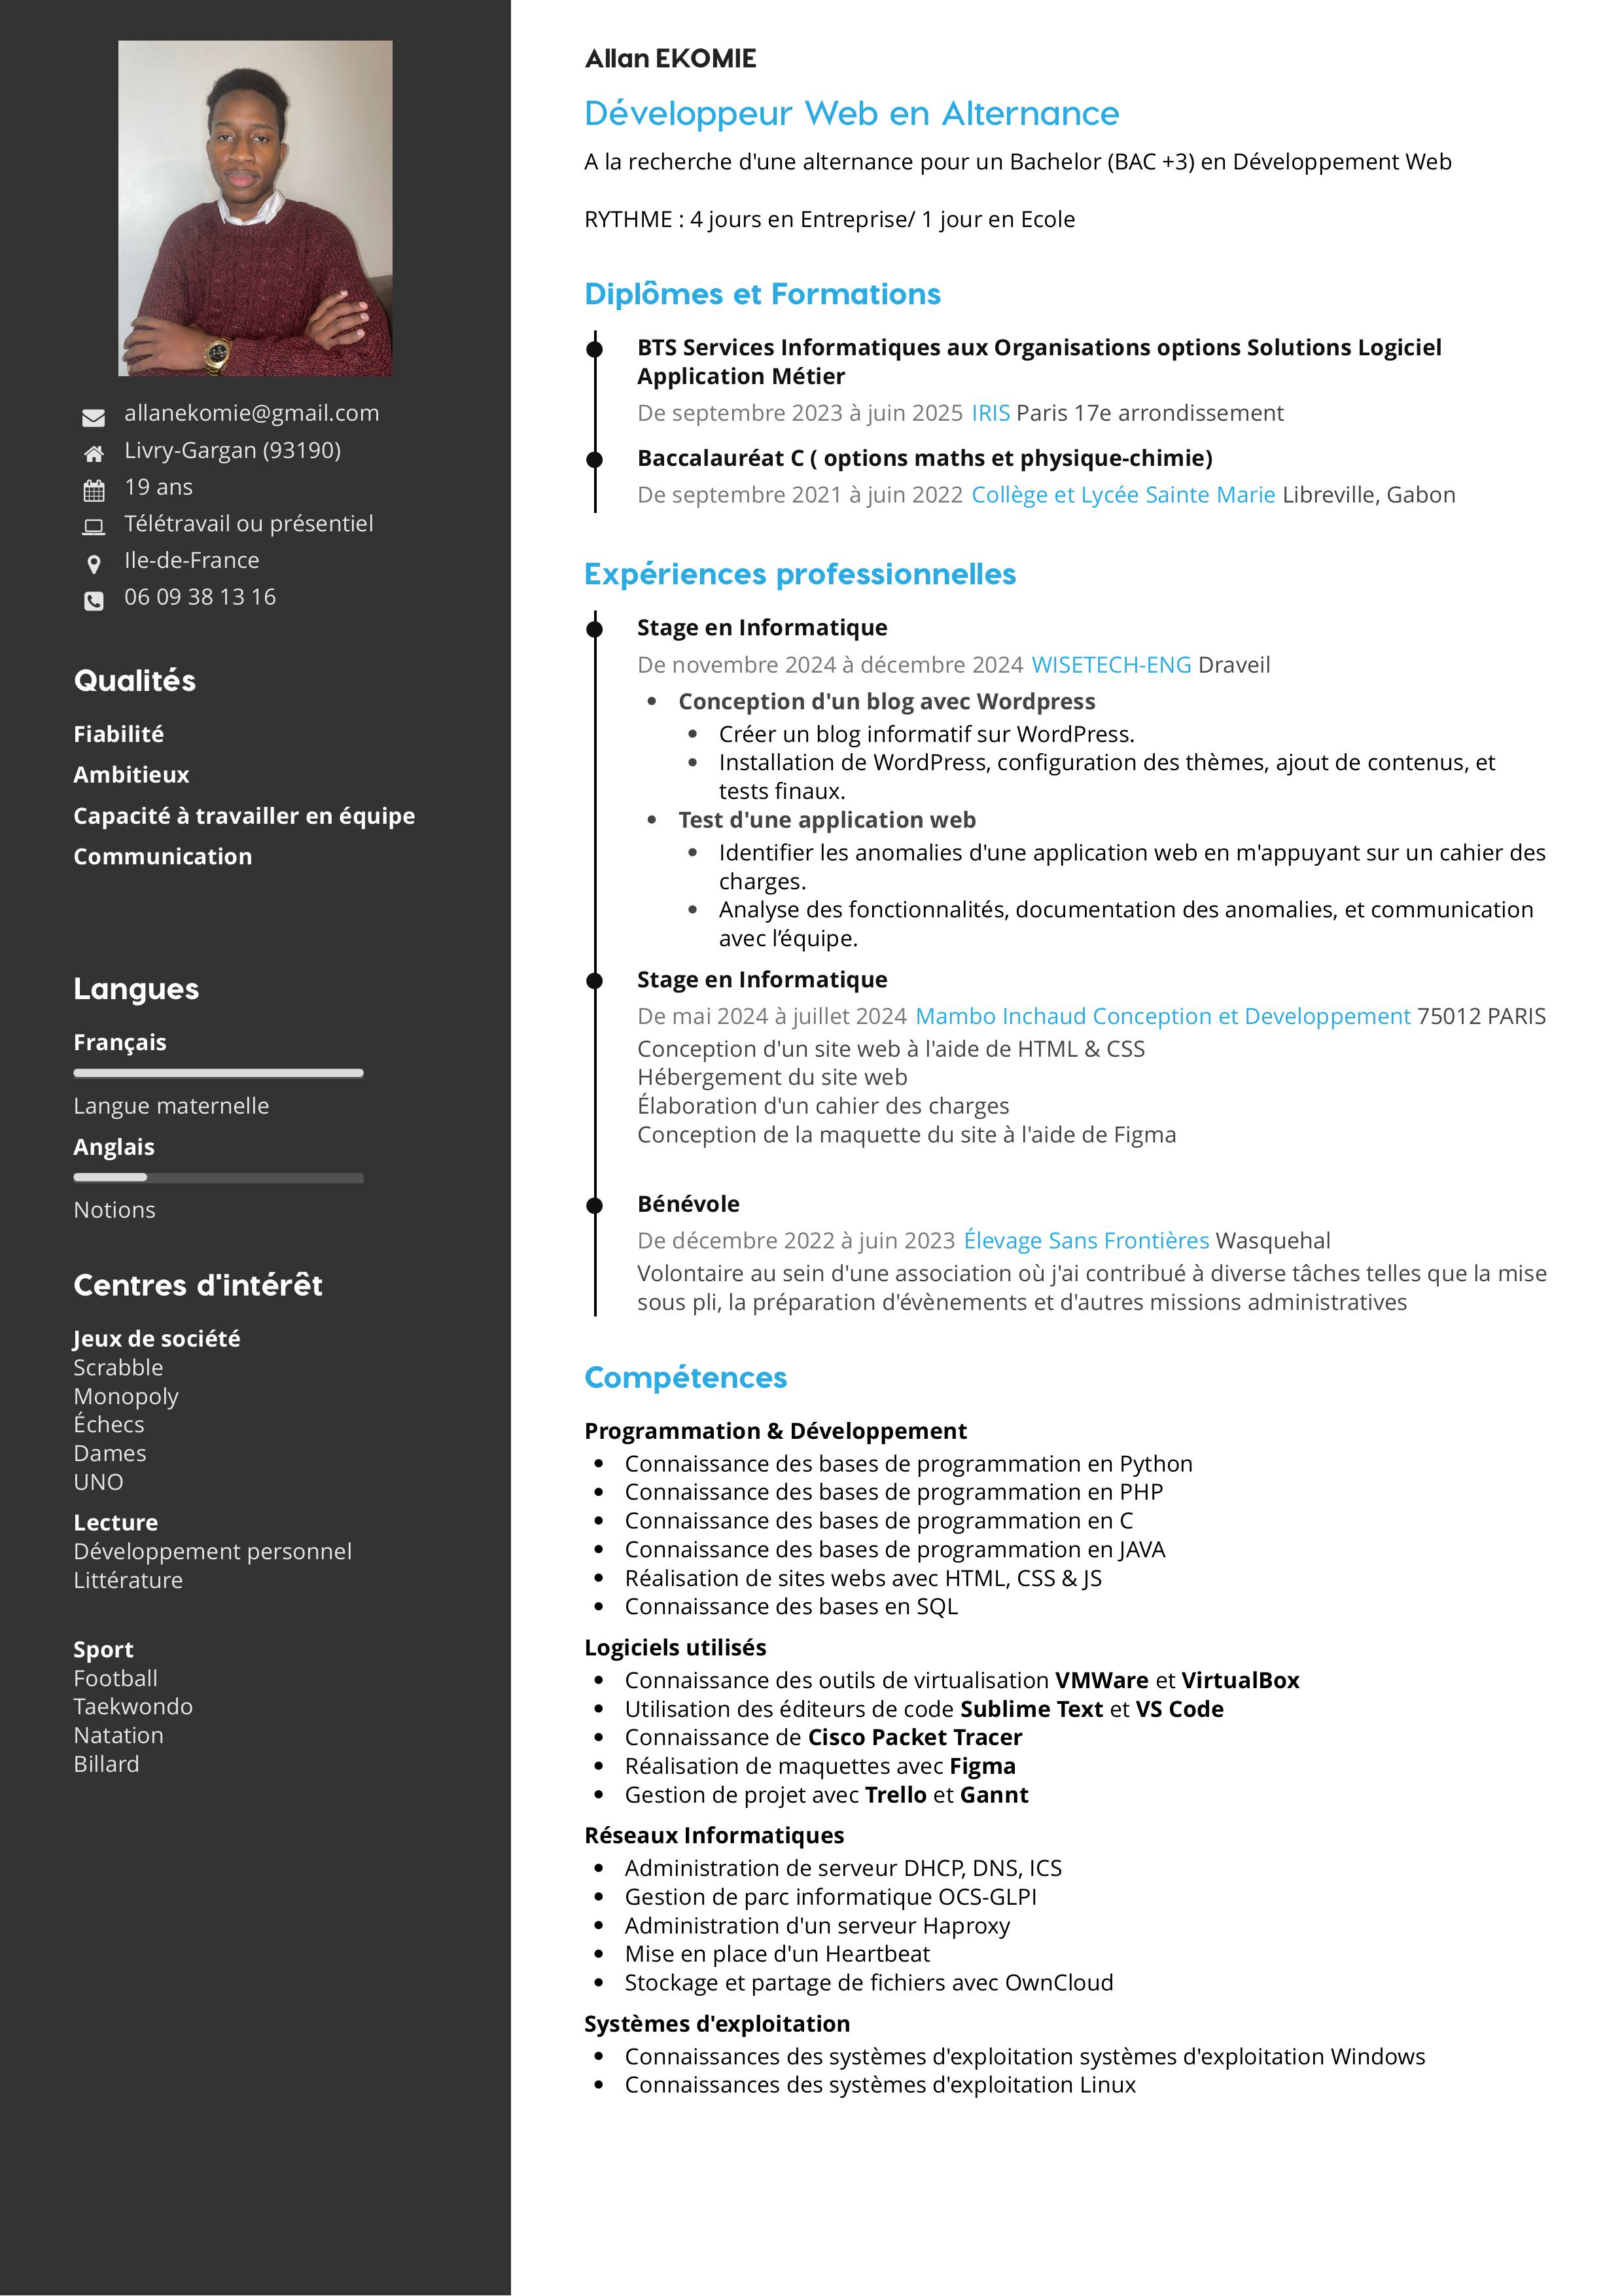 allanekomie@gmail.com
Livry-Gargan (93190)
19 ans
Télétravail ou présentiel
Ile-de-France
06 09 38 13 16
Qualités
Fiabilité
Ambitieux
Capacité à travailler en équipe
Communication
Langues
Français
Langue maternelle
Anglais
Notions
Centres d'intérêt
Jeux de société
Scrabble
Monopoly
Échecs
Dames
UNO
Lecture
Développement personnel
Littérature
Sport
Football
Taekwondo
Natation
Billard
Allan EKOMIE
Développeur Web en Alternance
A la recherche d'une alternance pour un Bachelor (BAC +3) en Développement Web
RYTHME : 4 jours en Entreprise/ 1 jour en Ecole
Diplômes et Formations
BTS Services Informatiques aux Organisations options Solutions Logiciel
Application Métier
De septembre 2023 à juin 2025 IRIS Paris 17e arrondissement
Baccalauréat C ( options maths et physique-chimie)
De septembre 2021 à juin 2022 Collège et Lycée Sainte Marie Libreville, Gabon
Expériences professionnelles
Stage en Informatique
De novembre 2024 à décembre 2024 WISETECH-ENG Draveil
• Conception d'un blog avec Wordpress
• Créer un blog informatif sur WordPress.
• Installation de WordPress, configuration des thèmes, ajout de contenus, et
tests finaux.
• Test d'une application web
• Identifier les anomalies d'une application web en m'appuyant sur un cahier des
charges.
• Analyse des fonctionnalités, documentation des anomalies, et communication
avec l’équipe.
Stage en Informatique
De mai 2024 à juillet 2024 Mambo Inchaud Conception et Developpement 75012 PARIS
Conception d'un site web à l'aide de HTML & CSS
Hébergement du site web
Élaboration d'un cahier des charges
Conception de la maquette du site à l'aide de Figma
Bénévole
De décembre 2022 à juin 2023 Élevage Sans Frontières Wasquehal
Volontaire au sein d'une association où j'ai contribué à diverse tâches telles que la mise
sous pli, la préparation d'évènements et d'autres missions administratives
Compétences
Programmation & Développement
• Connaissance des bases de programmation en Python
• Connaissance des bases de programmation en PHP
• Connaissance des bases de programmation en C
• Connaissance des bases de programmation en JAVA
• Réalisation de sites webs avec HTML, CSS & JS
• Connaissance des bases en SQL
Logiciels utilisés
• Connaissance des outils de virtualisation VMWare et VirtualBox
• Utilisation des éditeurs de code Sublime Text et VS Code
• Connaissance de Cisco Packet Tracer
• Réalisation de maquettes avec Figma
• Gestion de projet avec Trello et Gannt
Réseaux Informatiques
• Administration de serveur DHCP, DNS, ICS
• Gestion de parc informatique OCS-GLPI
• Administration d'un serveur Haproxy
• Mise en place d'un Heartbeat
• Stockage et partage de fichiers avec OwnCloud
Systèmes d'exploitation
• Connaissances des systèmes d'exploitation systèmes d'exploitation Windows
• Connaissances des systèmes d'exploitation Linux